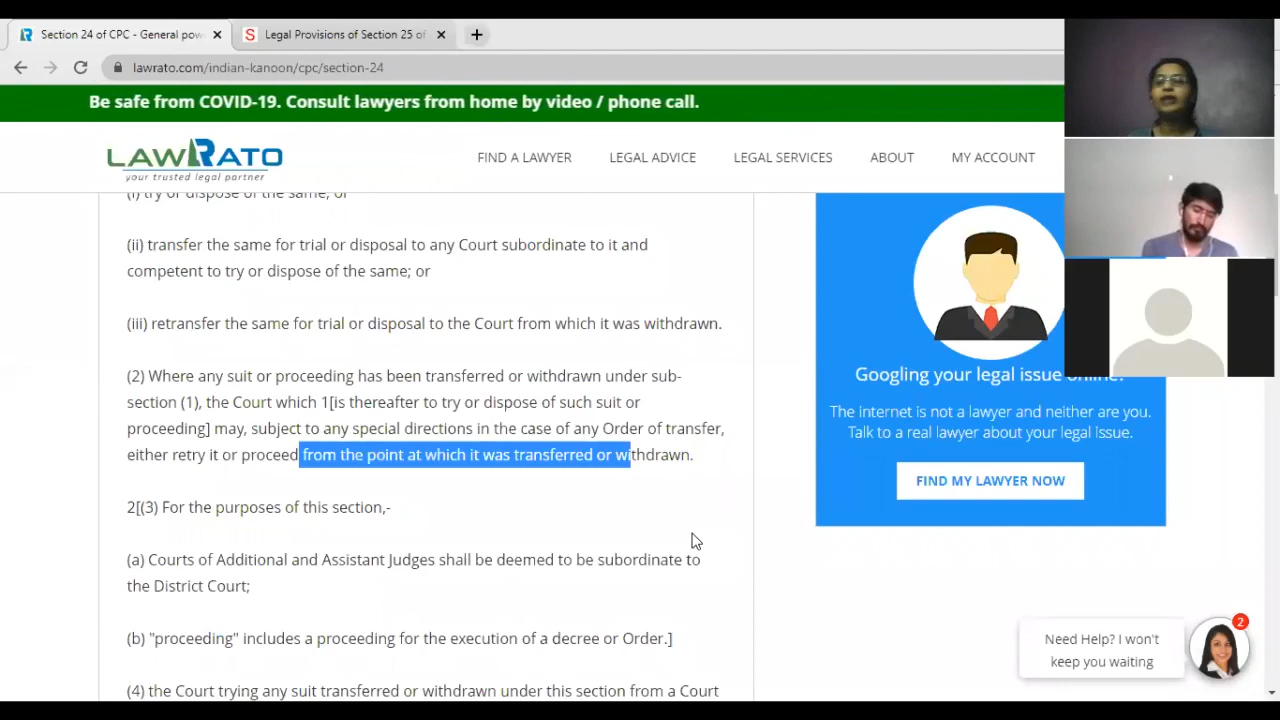 Section 24 of CPC - General pow
Legal Provisions of Section 25 of
lawrato.com/indian-kanoon/cpc/section-24
Be safe from COVID-19. Consult lawyers from home by video / phone call.
LAWRATO
your trusted legal partner
FIND A LAWYER
LEGAL ADVICE
LEGAL SERVICES
ABOUT
MY ACCOUNT
(i) try or dispose of the same; or
(ii) transfer the same for trial or disposal to any Court subordinate to it and
competent to try or dispose of the same; or
(iii) retransfer the same for trial or disposal to the Court from which it was withdrawn.
(2) Where any suit or proceeding has been transferred or withdrawn under sub-
section (1), the Court which 1[is thereafter to try or dispose of such suit or
proceeding] may, subject to any special directions in the case of any Order of transfer,
either retry it or proceed from the point at which it was transferred or withdrawn.
2[(3) For the purposes of this section,-
(a) Courts of Additional and Assistant Judges shall be deemed to be subordinate to
the District Court;
(b) "proceeding" includes a proceeding for the execution of a decree or Order.]
(4) the Court trying any suit transferred or withdrawn under this section from a Court
Googling your legal issue online?
The internet is not a lawyer and neither are you.
Talk to a real lawyer about your legal issue.
FIND MY LAWYER NOW
Need Help? I won't
keep you waiting
2